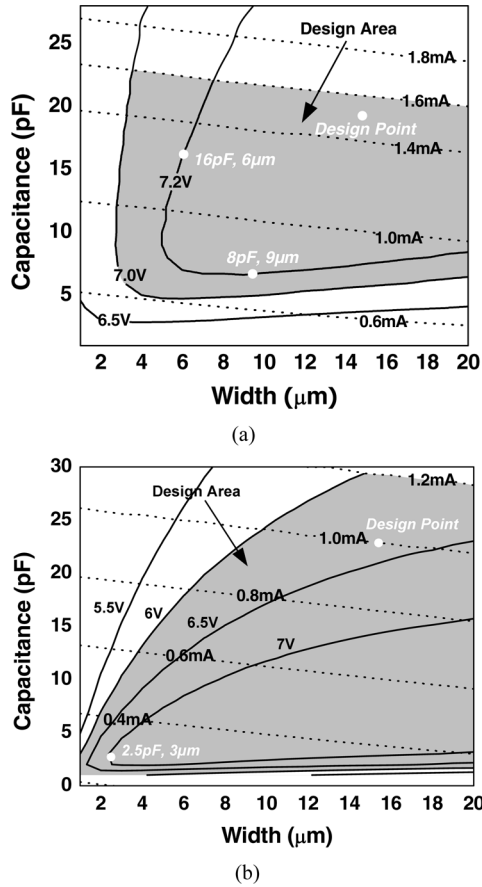 Design Area
25
1.8mA
20
1.6mA
Design Point
1.4mA
15
16pF, 6μm
7.2V
10
1.0mA
8pF, 9μm
7.0V
5
6.5V
0.6mA
Capacitance (pF)
2 4 6 8 10 12 14 16 18 20
Width (μm)
(a)
30
1.2mA
Design Area
25
Design Point
1.0mA
20
5.5V
6V
6.5V
0.8mA
15
7V
10
0.6mA
5
0.4mA
2.5pF, 3μm
0
Capacitance (pF)
2 4 6 8 10 12 14 16 18 20
Width (μm)
(b)